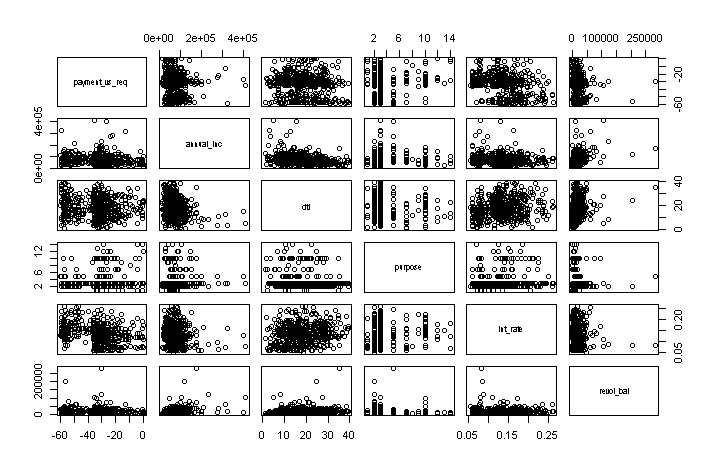 0e+00 2e+05 4e+05 2 6 10 14 0 100000 250000
payment_us_req -60 -20
0e+00 4e+05 annual_inc
dti 0 20 40
2 6 12 purpose
int_rate 0.05 0.20
0 200000 revol_bal
-60 -40 -20 0 0 10 20 30 40 0.05 0.15 0.25